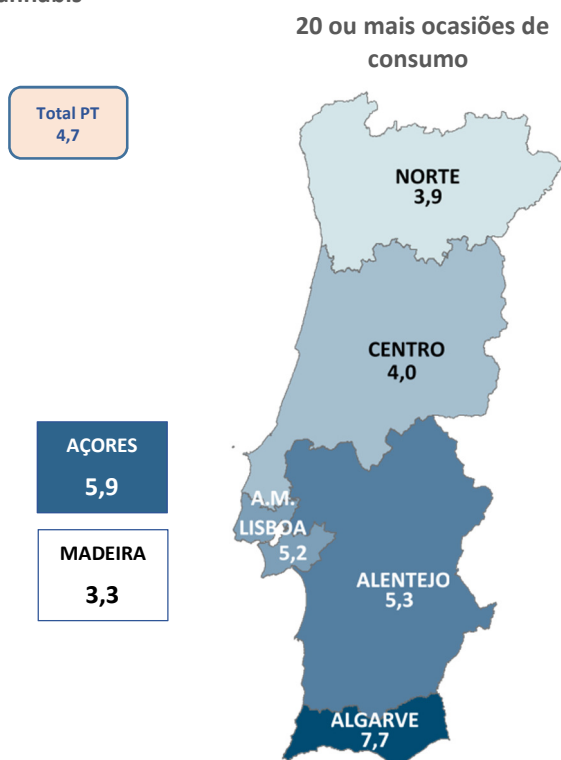 20 ou mais ocasiões de
consumo
Total PT
4,7
NORTE
3,9
CENTRO
4,0
AÇORES
5,9
A.M.
LISBOA
5,2
MADEIRA
3,3
ALENTEJO
5,3
ALGARVE
7,7